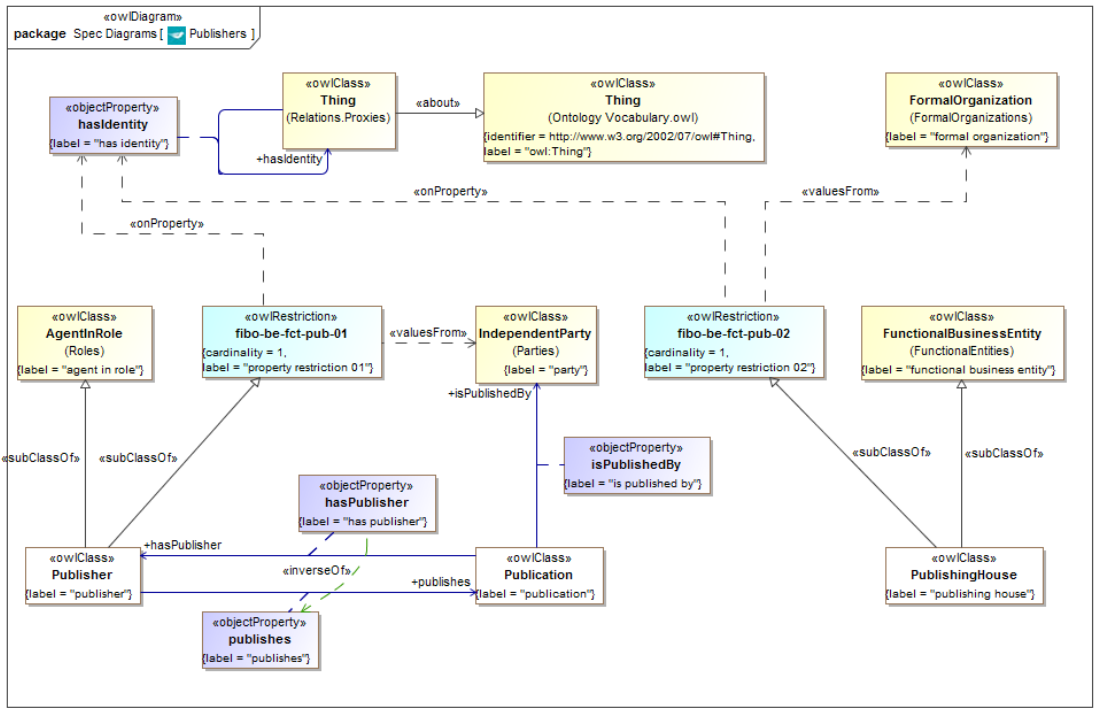 «owlDiagram»
package Spec Diagrams [ Publishers ]
«objectProperty»
hasIdentity
{label = "has identity"}
«owlClass»
Thing
(Relations.Proxies)
+hasIdentity
«about»
«owlClass»
Thing
(Ontology Vocabulary.owl)
{identifier = http://www.w3.org/2002/07/owl#Thing,
label = "owl:Thing"}
«owlClass»
FormalOrganization
(FormalOrganizations)
{label = "formal organization"}
«onProperty»
«valuesFrom»
«onProperty»
«owlClass»
AgentInRole
(Roles)
{label = "agent in role"}
«owlRestriction»
fibo-be-fct-pub-01
{cardinality = 1,
label = "property restriction 01"}
«valuesFrom»
«owlClass»
IndependentParty
(Parties)
{label = "party"}
«owlRestriction»
fibo-be-fct-pub-02
{cardinality = 1,
label = "property restriction 02"}
«owlClass»
FunctionalBusinessEntity
(FunctionalEntities)
{label = "functional business entity"}
+isPublishedBy
«subClassOf»
«subClassOf»
«objectProperty»
isPublishedBy
{label = "is published by"}
«subClassOf»
«subClassOf»
«objectProperty»
hasPublisher
{label = "has publisher"}
+hasPublisher
«inverseOf»
+publishes
«owlClass»
Publisher
{label = "publisher"}
«owlClass»
Publication
{label = "publication"}
«owlClass»
PublishingHouse
{label = "publishing house"}
«objectProperty»
publishes
{label = "publishes"}